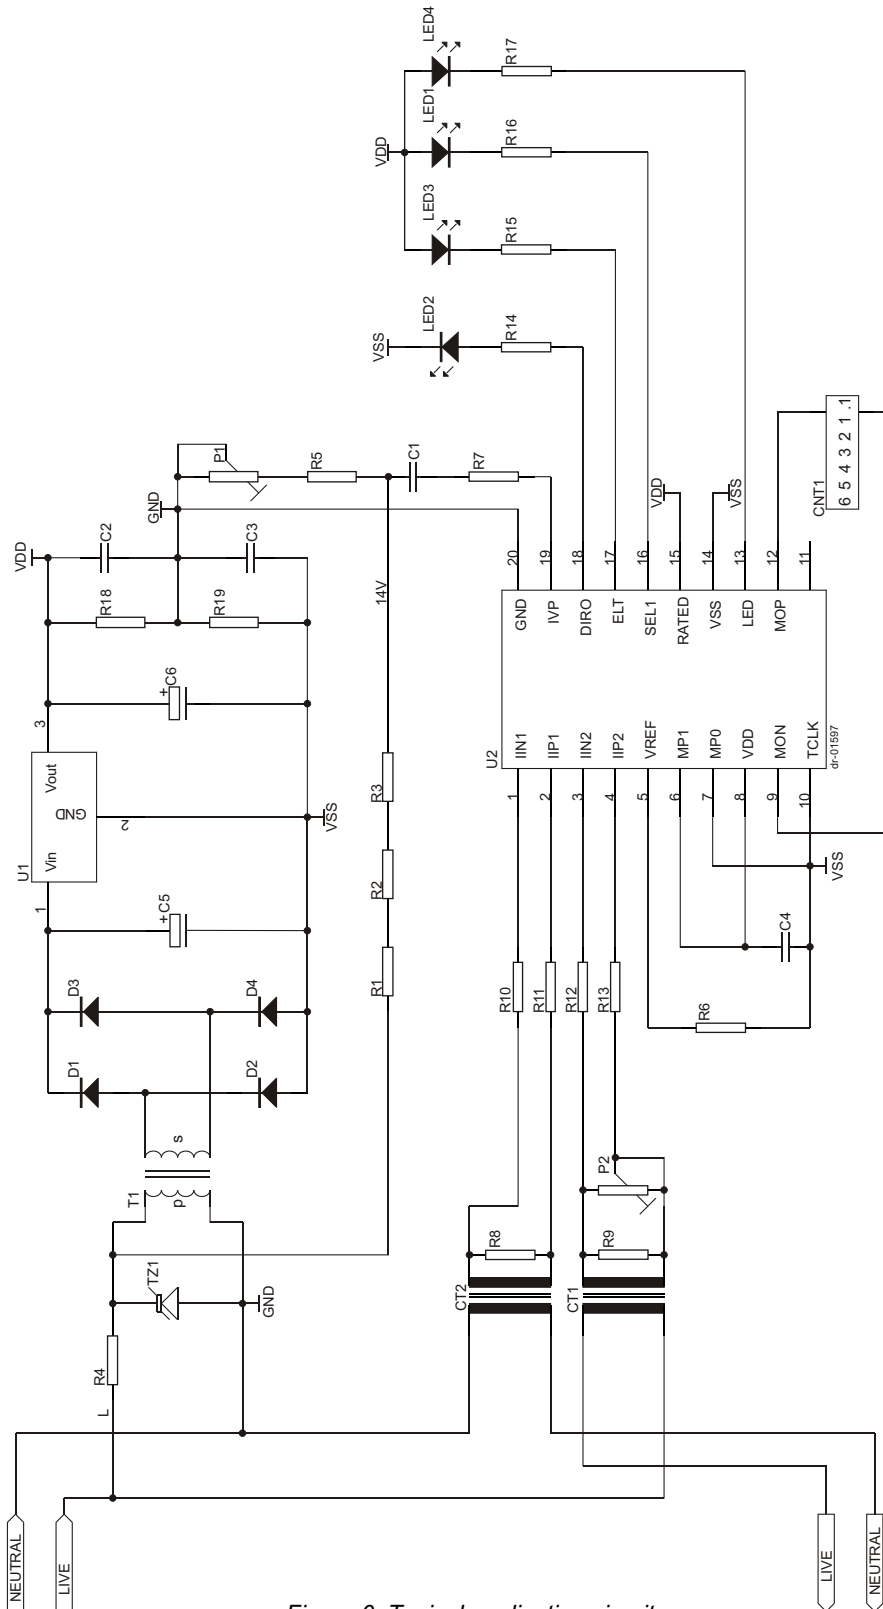 NEUTRAL
LIVE
L
R4
TZ1
GND
T1
p
s
D1
D2
D3
D4
1
U1
Vin
GND
Vout
2
3
+C5
+C6
VSS
VDD
R18
R19
C2
C3
GND
P1
R5
C1
R7
14V
R1
R2
R3
VSS
LED2
R14
VDD
LED3
R15
LED1
R16
LED4
R17
CT2
R8
CT1
R9
P2
R10
R11
R12
R13
R6
C4
VSS
U2
1 IIN1
2 IIP1
3 IIN2
4 IIP2
5 VREF
6 MP1
7 MP0
8 VDD
9 MON
10 TCLK
GND 20
IVP 19
DIRO 18
ELT 17
SEL1 16
RATED 15
VSS 14
LED 13
MOP 12
11
dr-01597
VDD
VSS
CNT1
6 5 4 3 2 1 .1
LIVE
NEUTRAL